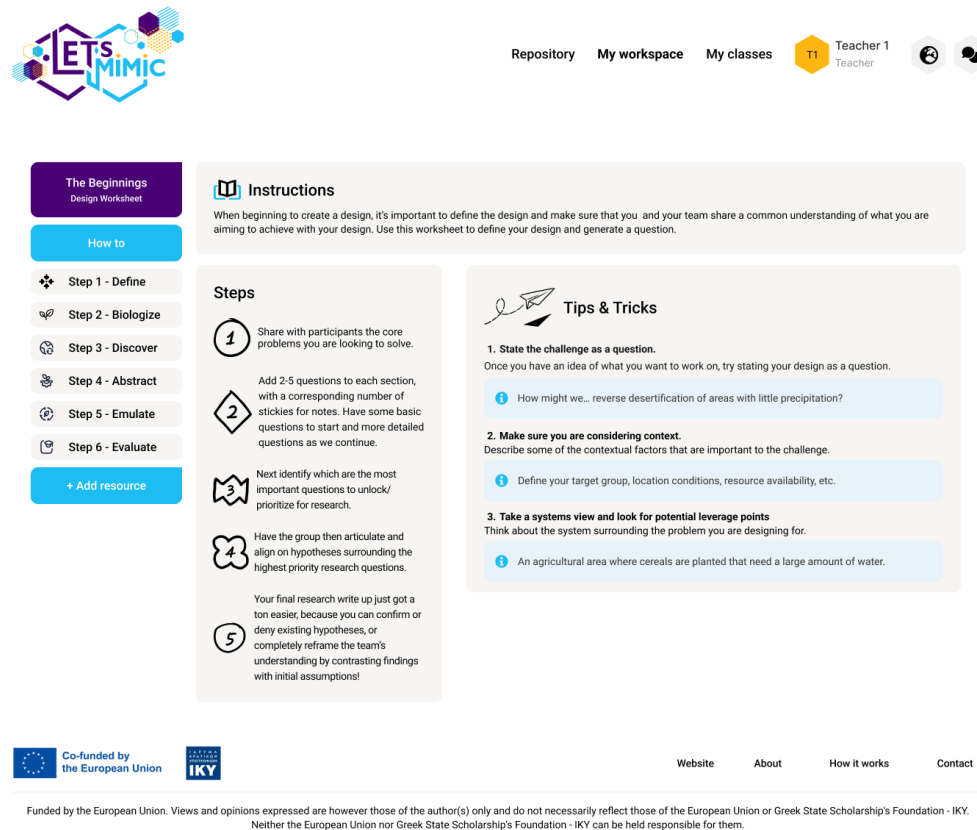 LET'S
MIMIC
Repository
My workspace
My classes
T1
Teacher 1
Teacher
The Beginnings
Design Worksheet
How to
Step 1 - Define
Step 2 - Biologize
Step 3 - Discover
Step 4 - Abstract
Step 5 - Emulate
Step 6 - Evaluate
+ Add resource
Instructions
When beginning to create a design, it's important to define the design and make sure that you and your team share a common understanding of what you are
aiming to achieve with your design. Use this worksheet to define your design and generate a question.
Steps
1
Share with participants the core
problems you are looking to solve.
2
Add 2-5 questions to each section,
with a corresponding number of
stickies for notes. Have some basic
questions to start and more detailed
questions as we continue.
3
Next identify which are the most
important questions to unlock/
prioritize for research.
4
Have the group then articulate and
align on hypotheses surrounding the
highest priority research questions.
5
Your final research write up just got a
ton easier, because you can confirm or
deny existing hypotheses, or
completely reframe the team's
understanding by contrasting findings
with initial assumptions!
Tips & Tricks
1. State the challenge as a question.
Once you have an idea of what you want to work on, try stating your design as a question.
How might we... reverse desertification of areas with little precipitation?
2. Make sure you are considering context.
Describe some of the contextual factors that are important to the challenge.
Define your target group, location conditions, resource availability, etc.
3. Take a systems view and look for potential leverage points
Think about the system surrounding the problem you are designing for.
An agricultural area where cereals are planted that need a large amount of water.
Co-funded by
the European Union
IKY
Website
About
How it works
Contact
Funded by the European Union. Views and opinions expressed are however those of the author(s) only and do not necessarily reflect those of the European Union or Greek State Scholarship's Foundation - IKY.
Neither the European Union nor Greek State Scholarship's Foundation - IKY can be held responsible for them.